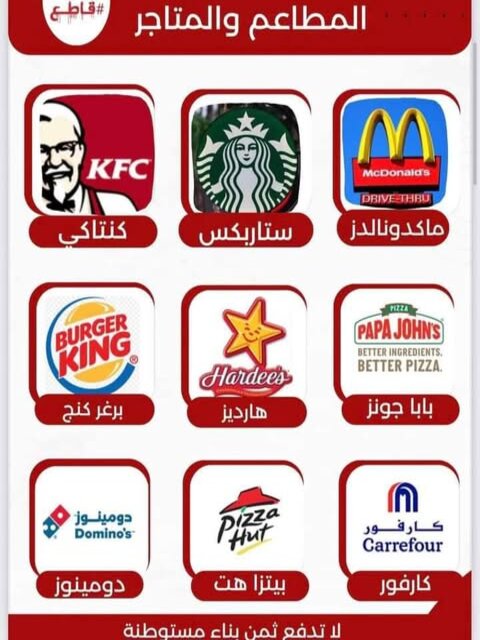 #قاطع
المطاعم والمتاجر
KFC
McDonald's
DRIVE-THRU
كنتاكي
ستاربكس
ماكدونالدز
BURGER
KING®
Hardee's
PIZZA
PAPA JOHN'S
BETTER INGREDIENTS.
BETTER PIZZA.
برغر كنج
هارديز
بابا جونز
دومينوز
Domino's
Pizza
Hut
كارفور
Carrefour
دومينوز
بيتزا هت
كارفور
لا تدفع ثمن بناء مستوطنة